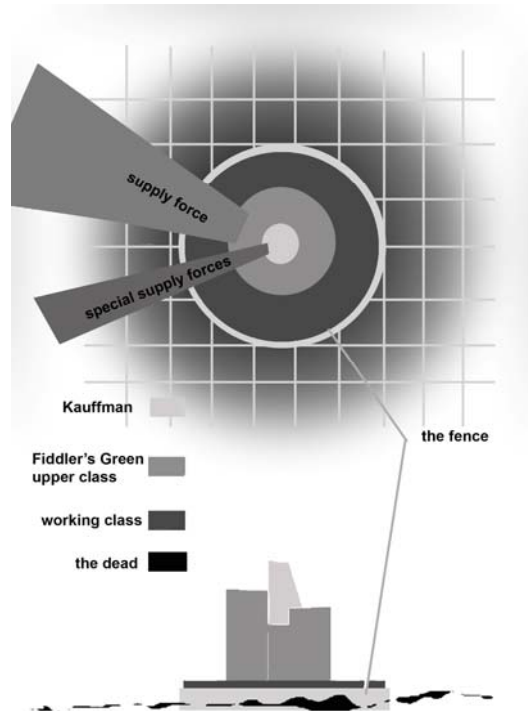 supply force
special supply forces
Kauffman
the fence
Fiddler's Green
upper class
working class
the dead